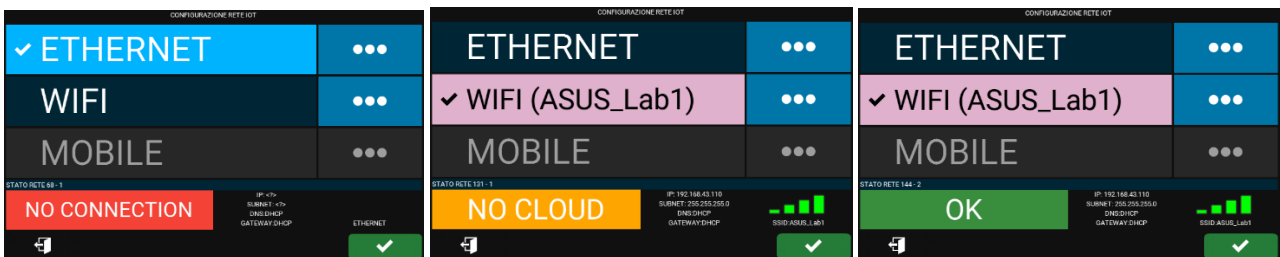 CONFIGURAZIONE RETE IOT
ETHERNET
WIFI
MOBILE
STATO RETE 68 - 1
NO CONNECTION
IP: <?>
SUBNET: <?>
DNS:DHCP
GATEWAY:DHCP
ETHERNET
CONFIGURAZIONE RETE IOT
ETHERNET
WIFI (ASUS_Lab1)
MOBILE
STATO RETE 131 - 1
NO CLOUD
IP: 192.168.43.110
SUBNET: 255.255.255.0
DNS:DHCP
GATEWAY:DHCP
SSID:ASUS_Lab1
CONFIGURAZIONE RETE IOT
ETHERNET
WIFI (ASUS_Lab1)
MOBILE
STATO RETE 144 - 2
OK
IP: 192.168.43.110
SUBNET: 255.255.255.0
DNS:DHCP
GATEWAY:DHCP
SSID:ASUS_Lab1